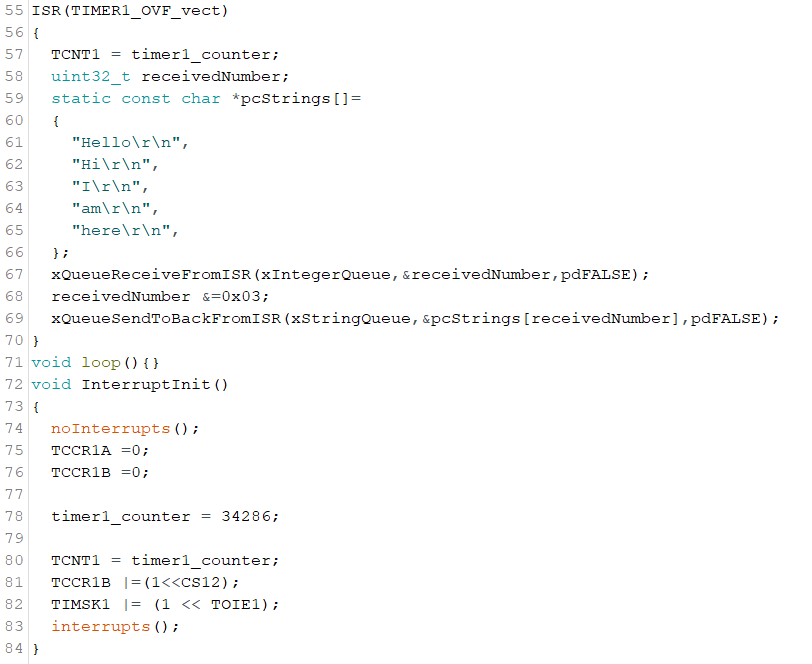 55 ISR(TIMER1_OVF_vect)
56 {
57   TCNT1 = timer1_counter;
58   uint32_t receivedNumber;
59   static const char *pcStrings[]=
60   {
61     "Hello\r\n",
62     "Hi\r\n",
63     "I\r\n",
64     "am\r\n",
65     "here\r\n",
66   };
67   xQueueReceiveFromISR(xIntegerQueue,&receivedNumber,pdFALSE);
68   receivedNumber &=0x03;
69   xQueueSendToBackFromISR(xStringQueue,&pcStrings[receivedNumber],pdFALSE);
70 }
71 void loop(){}
72 void InterruptInit()
73 {
74   noInterrupts();
75   TCCR1A =0;
76   TCCR1B =0;
77
78   timer1_counter = 34286;
79
80   TCNT1 = timer1_counter;
81   TCCR1B |=(1<<CS12);
82   TIMSK1 |= (1 << TOIE1);
83   interrupts();
84 }